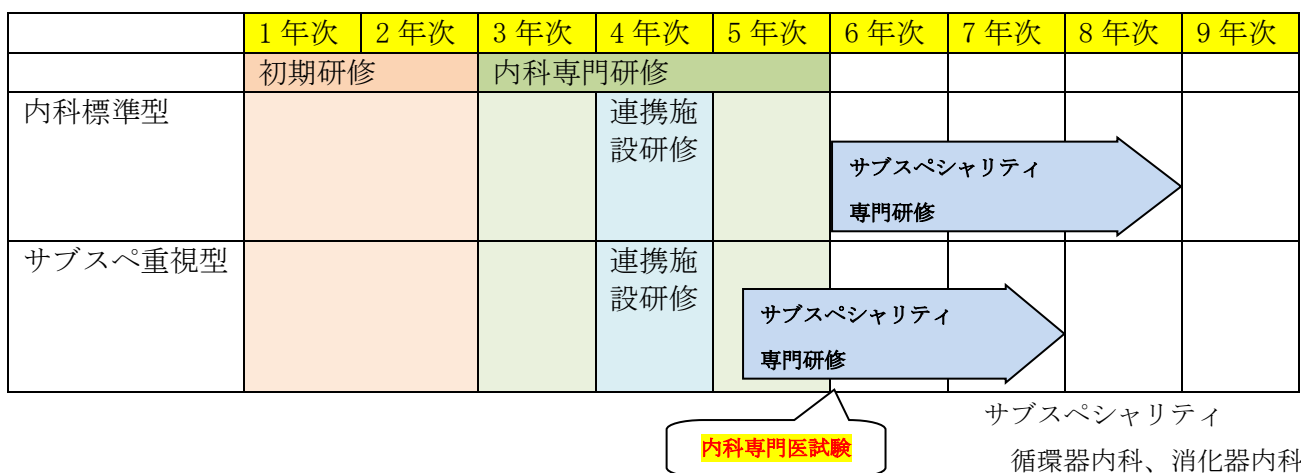 1年次 2年次 3年次 4年次 5年次 6年次 7年次 8年次 9年次
初期研修 内科専門研修
内科標準型
連携施
設研修
サブスペシャリティ
専門研修
サブスペ重視型
連携施
設研修
サブスペシャリティ
専門研修
内科専門医試験
サブスペシャリティ
循環器内科、消化器内科